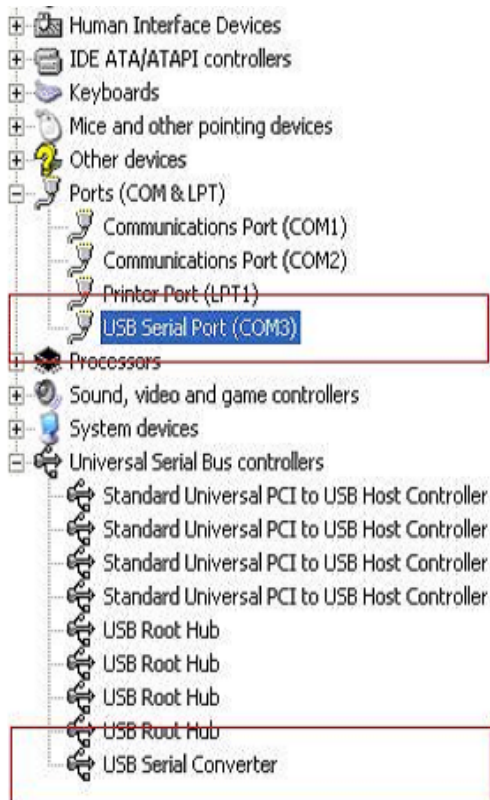 Human Interface Devices
IDE ATA/ATAPI controllers
Keyboards
Mice and other pointing devices
Other devices
Ports (COM & LPT)
Communications Port (COM1)
Communications Port (COM2)
Printer Port (LPT1)
USB Serial Port (COM3)
Processors
Sound, video and game controllers
System devices
Universal Serial Bus controllers
Standard Universal PCI to USB Host Controller
Standard Universal PCI to USB Host Controller
Standard Universal PCI to USB Host Controller
Standard Universal PCI to USB Host Controller
USB Root Hub
USB Root Hub
USB Root Hub
USB Root Hub
USB Serial Converter